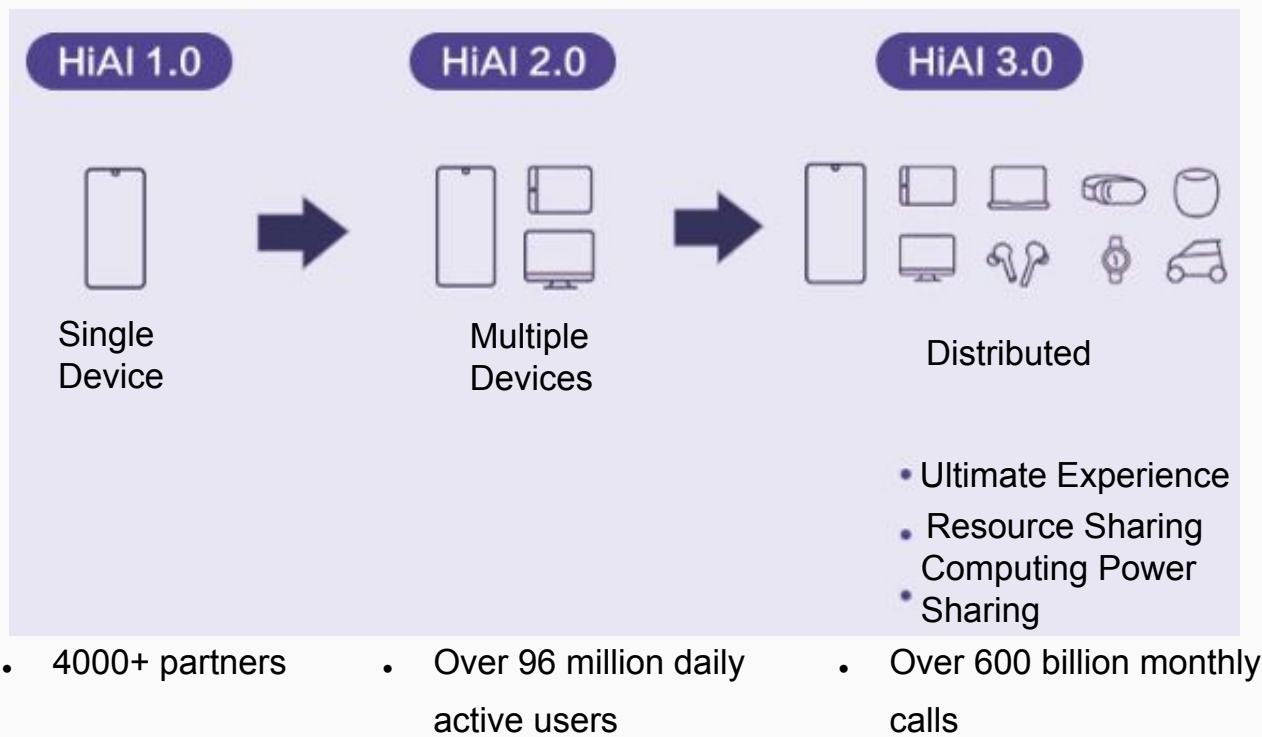 HiAI 1.0
HiAI 2.0
HiAI 3.0
Single
Device
Multiple
Devices
Distributed
• Ultimate Experience
• Resource Sharing
• Computing Power
Sharing
• 4000+ partners
• Over 96 million daily
active users
• Over 600 billion monthly
calls